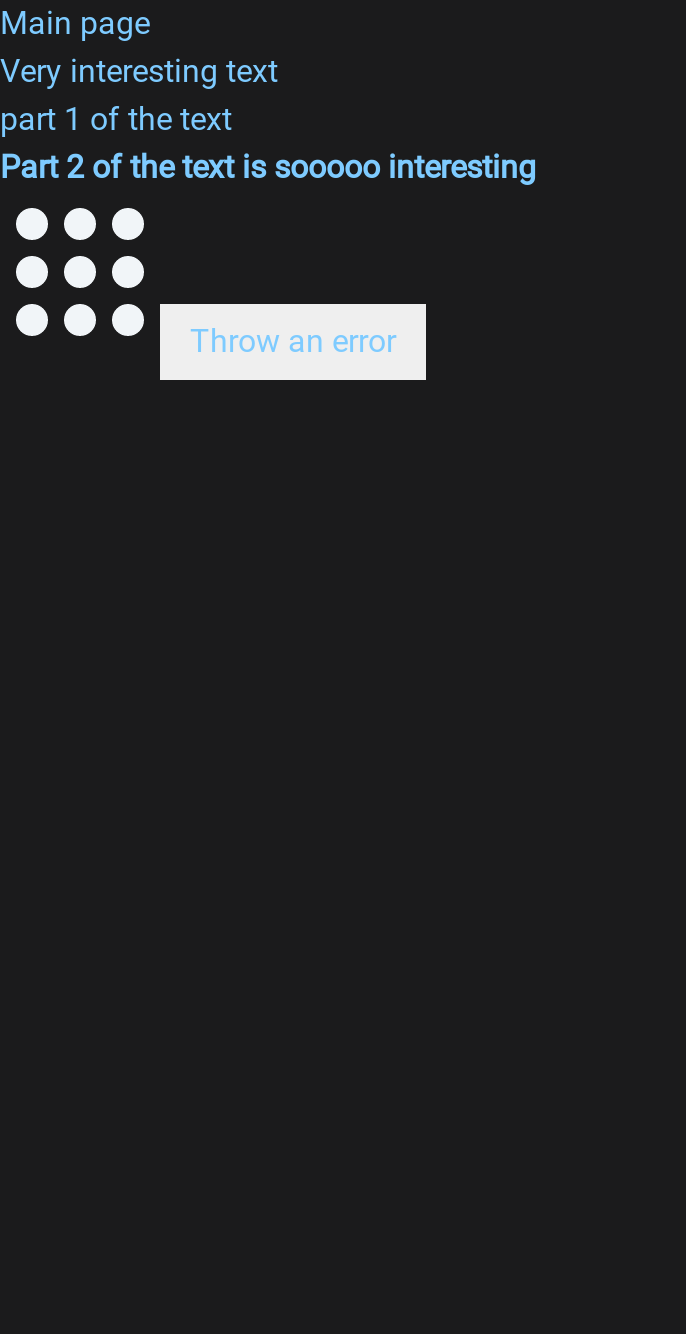 Main page
Very interesting text
part 1 of the text
Part 2 of the text is sooooo interesting
Throw an error